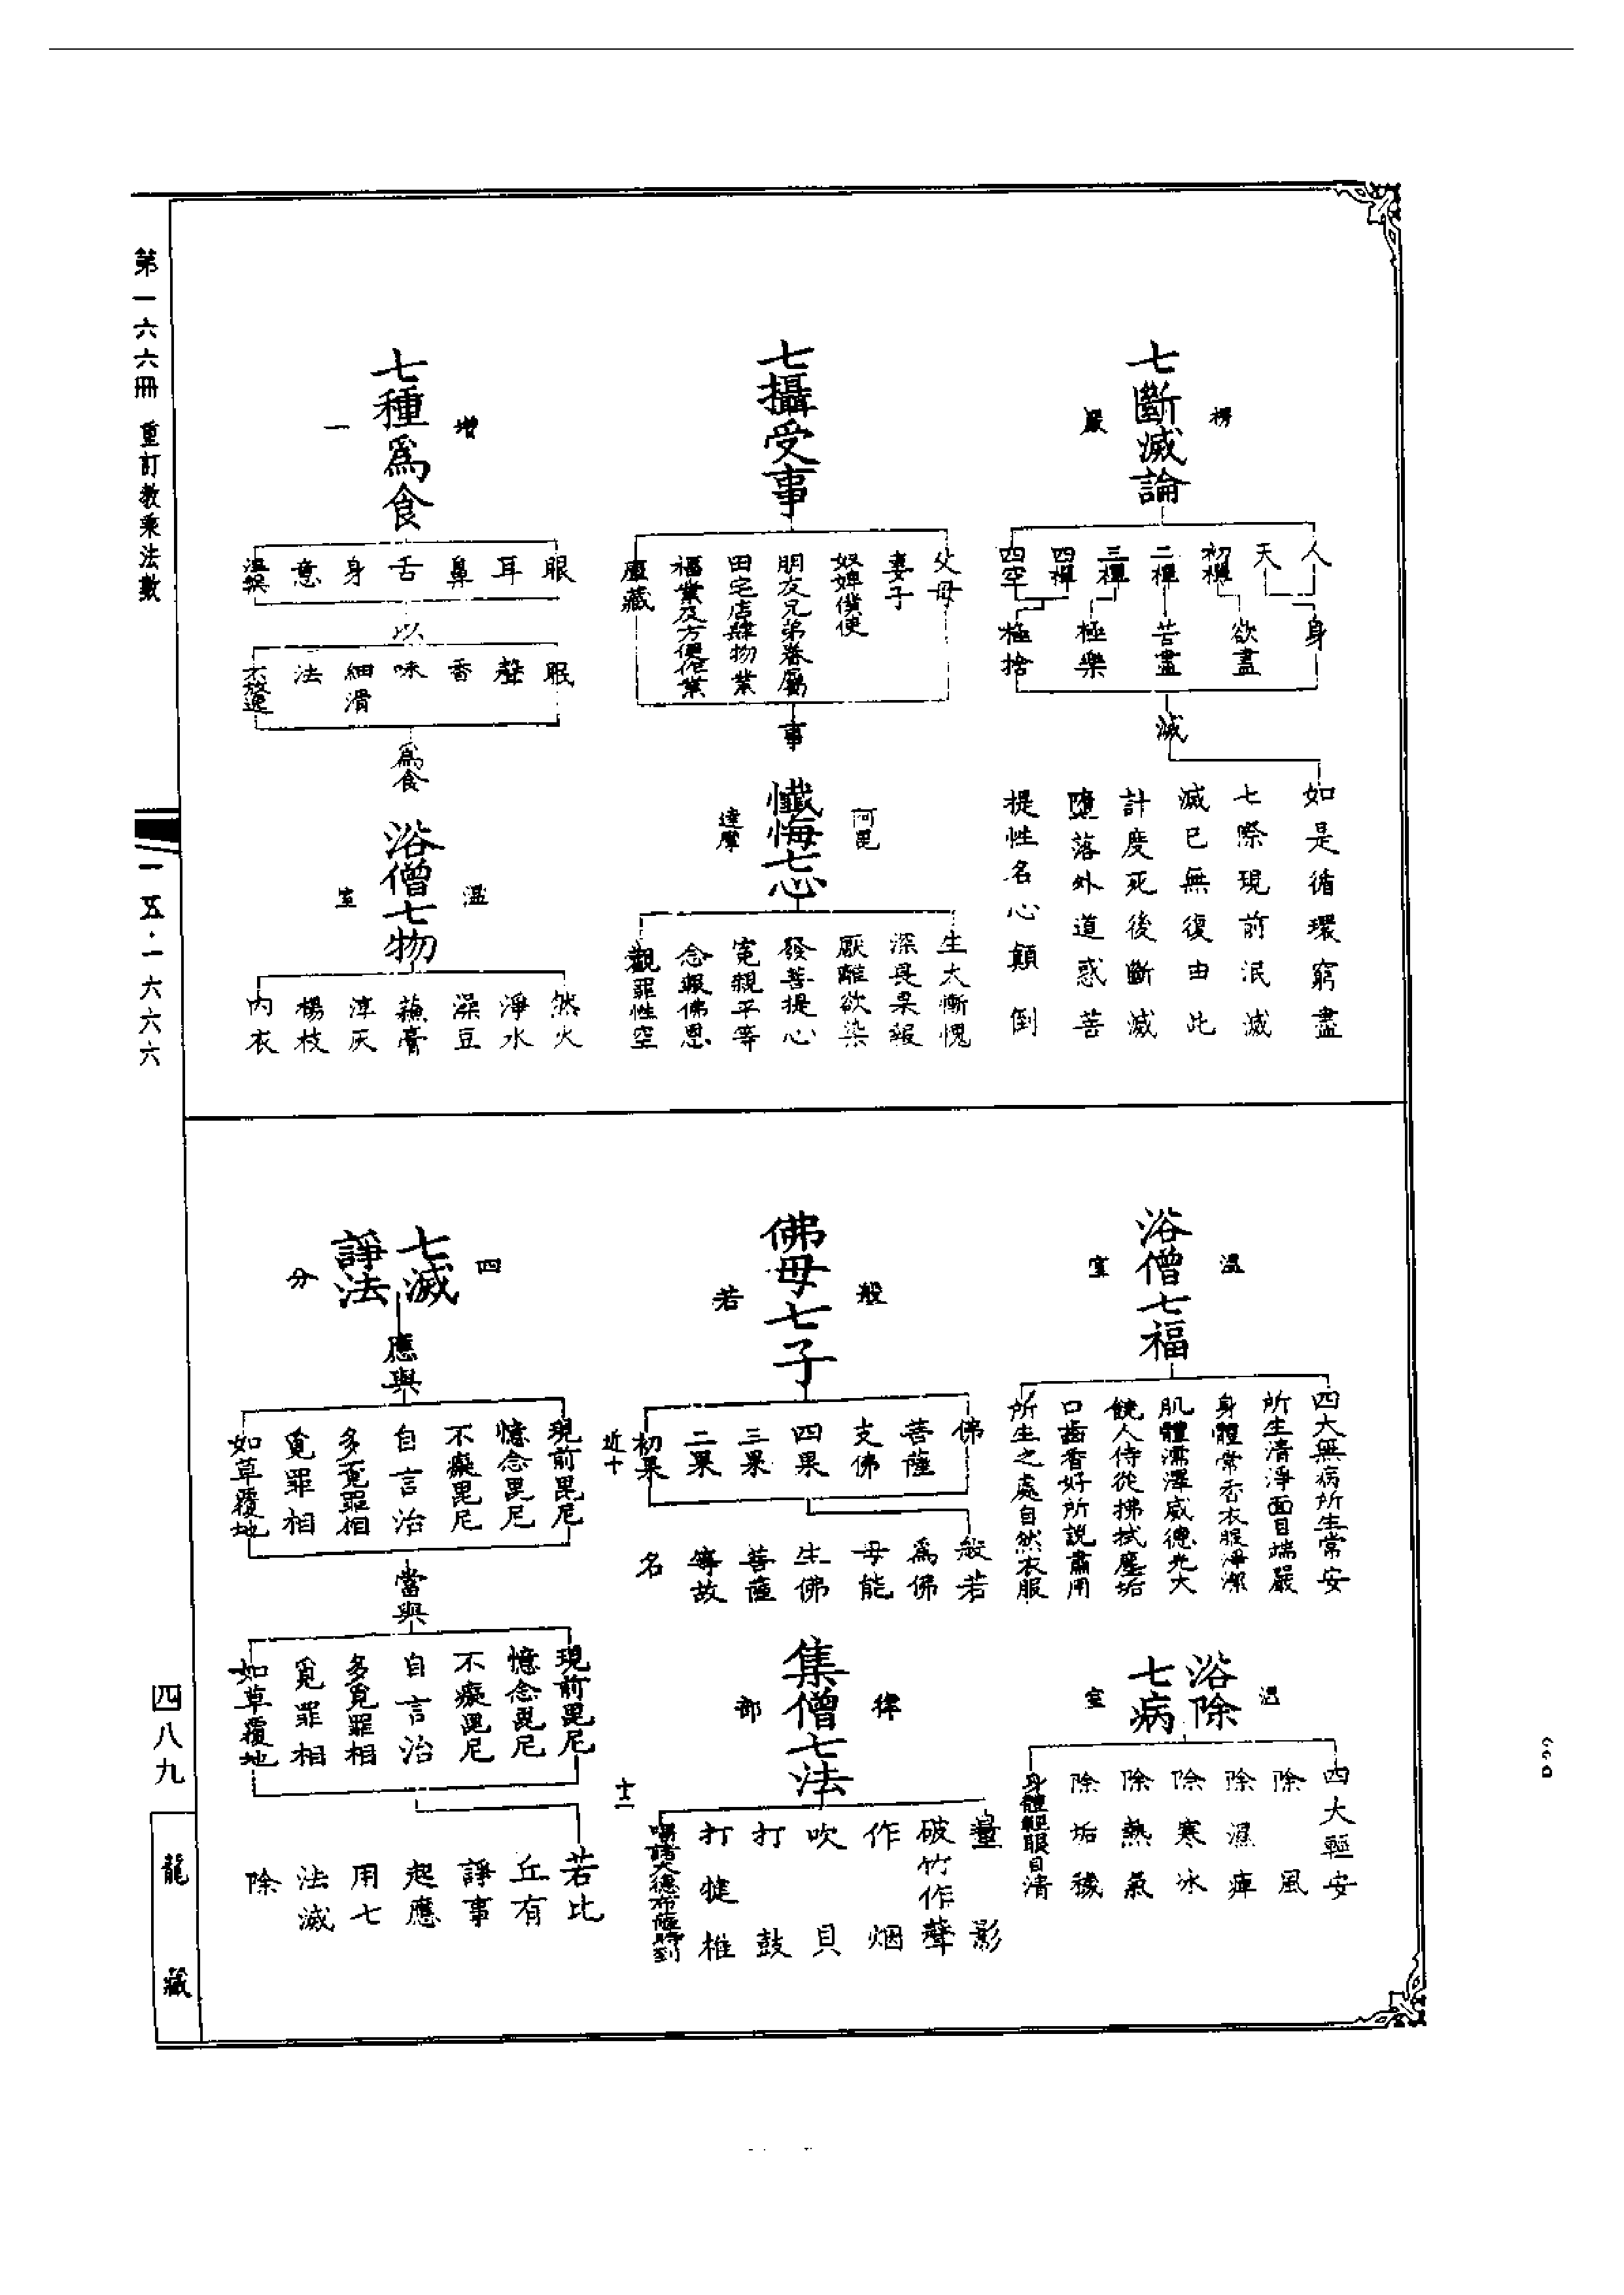 七斷滅論
楞
嚴
人
天
初禪
二禪
三禪
四禪
四空
身
欲盡
苦盡
極樂
極捨
滅
如是循環窮盡
七際現前泯滅
滅已無復由此
計度死後斷滅
墮落外道惑菩
提性名心顛倒
七攝受事
父母
妻子
奴婢僕使
朋友兄弟眷屬
田宅店肆物業
福業及方便作業
庫藏
事
懺悔七心
阿毘
達摩
生大慚愧
深畏果報
厭離欲染
發菩提心
寃親平等
念報佛恩
觀罪性空
七種爲食
增
一
眼
耳
鼻
舌
身
意
涅槃
以
眠
聲
香
味
細滑
法
不放逸
爲食
浴僧七物
溫
室
然火
淨水
澡豆
蘇膏
淳灰
楊枝
內衣
浴僧七福
溫
室
四大無病所生常安
所生清淨面目端嚴
身體常香衣服淨潔
肌體濡澤威德光大
饒人侍從拂拭塵垢
口齒香好所説肅用
所生之處自然衣服
浴除
七病
溫
室
四大輕安
除風
除濕痺
除寒冰
除熱氣
除垢穢
身體輕眼目清
佛母七子
般
若
佛
菩薩
支佛
四果
三果
二果
初果
近十
般若
爲佛
母能
生佛
菩薩
等故
名
集僧七法
律
部
量影
破竹作聲
作烟
吹貝
打鼓
打犍椎
唱諸大德布薩時到
十二
七滅
諍法
四
分
應與
現前毘尼
憶念毘尼
不癡毘尼
自言治
多覓罪相
覓罪相
如草覆地
當與
現前毘尼
憶念毘尼
不癡毘尼
自言治
多覓罪相
覓罪相
如草覆地
若比
丘有
諍事
起應
用七
法滅
除
第一六六冊 重訂教乘法數
一五·一六六六
四八九
龍藏